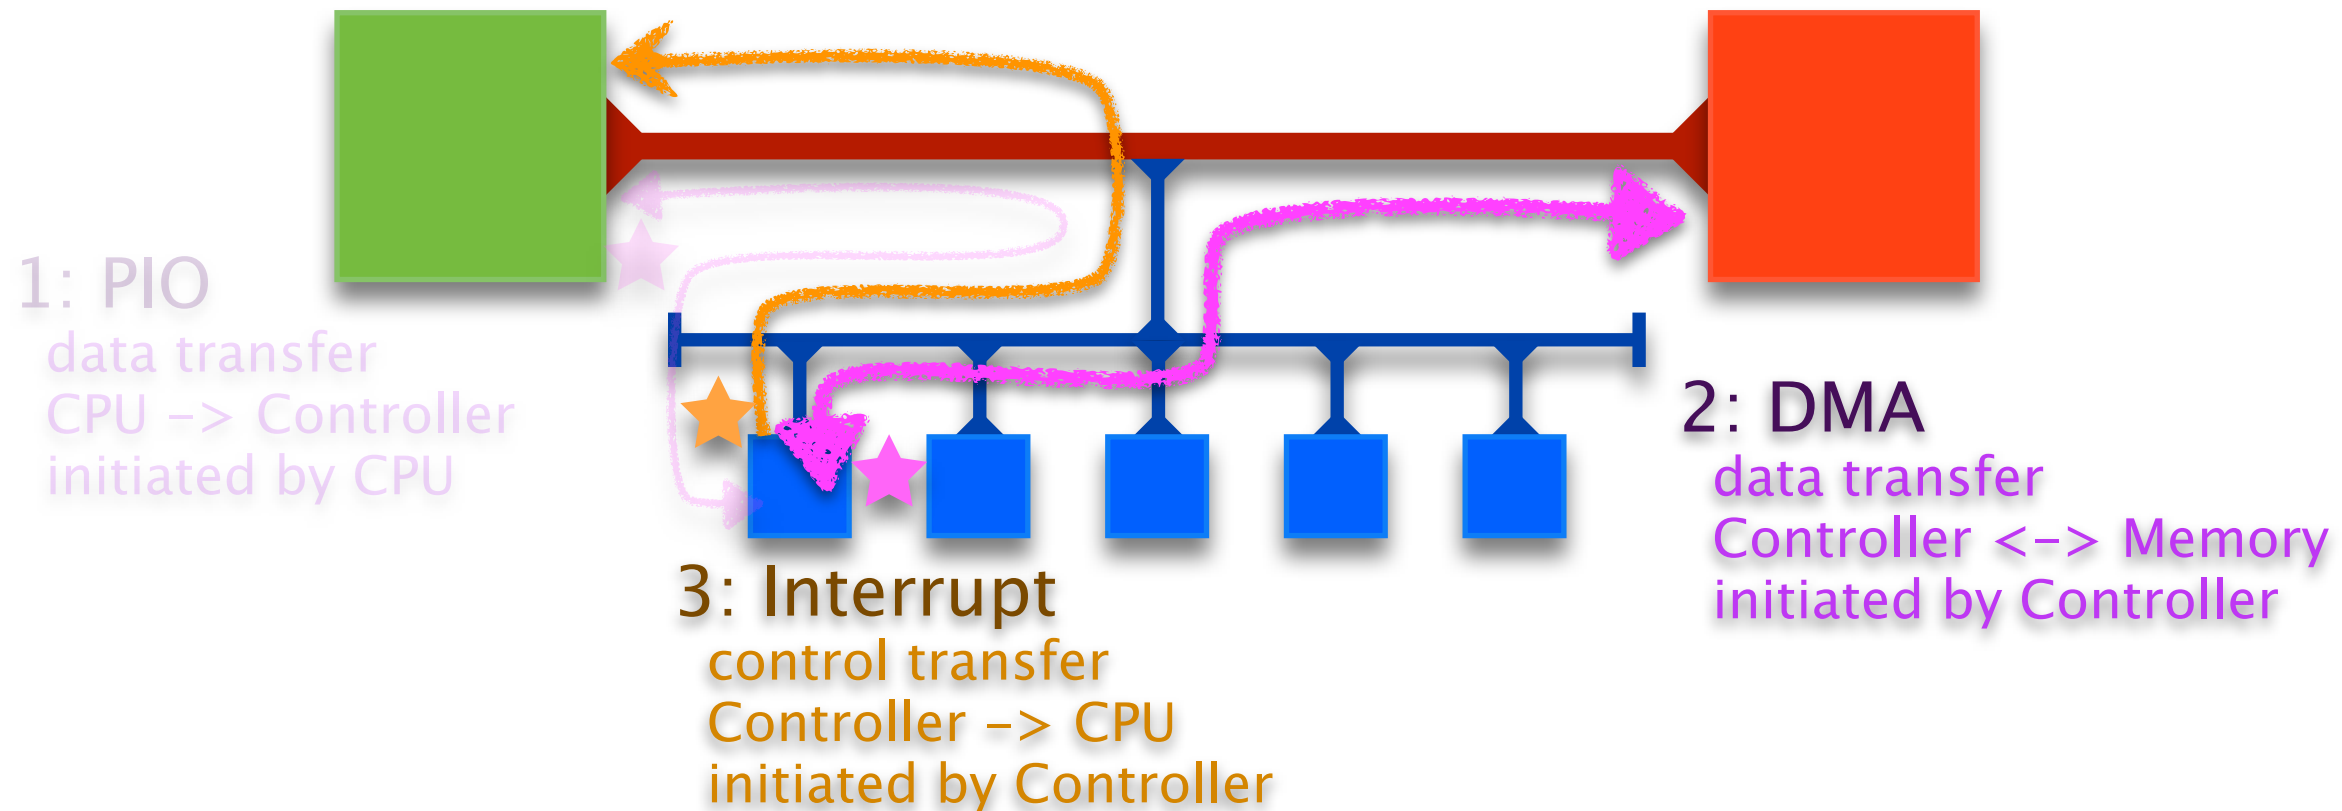 1: PIO
data transfer
CPU -> Controller
initiated by CPU
2: DMA
data transfer
Controller <-> Memory
initiated by Controller
3: Interrupt
control transfer
Controller -> CPU
initiated by Controller